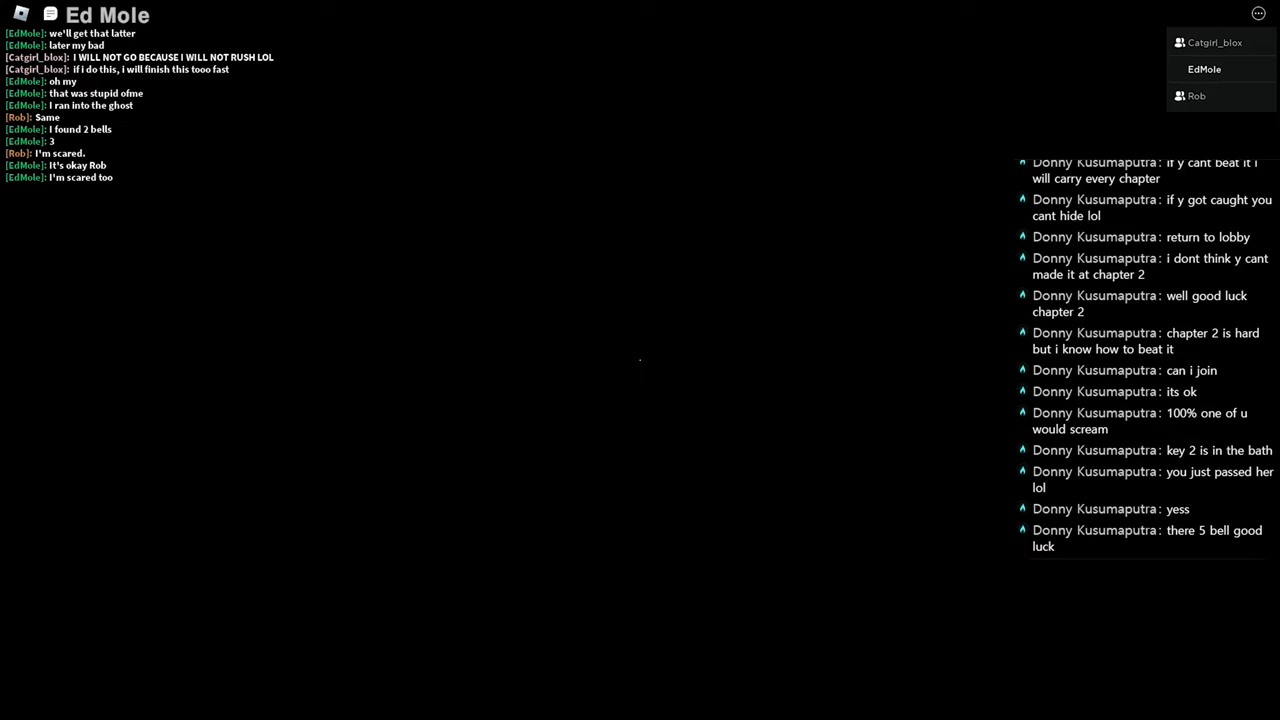 Ed Mole
[EdMole]: we'll get that latter
[EdMole]: later my bad
[Catgirl_blox]: I WILL NOT GO BECAUSE I WILL NOT RUSH LOL
[Catgirl_blox]: if i do this, i will finish this tooo fast
[EdMole]: oh my
[EdMole]: that was stupid ofme
[EdMole]: I ran into the ghost
[Rob]: Same
[EdMole]: I found 2 bells
[EdMole]: 3
[Rob]: I'm scared.
[EdMole]: It's okay Rob
[EdMole]: I'm scared too
Catgirl_blox
EdMole
Rob
Donny Kusumaputra: if y cant beat it i
will carry every chapter
Donny Kusumaputra: if y got caught you
cant hide lol
Donny Kusumaputra: return to lobby
Donny Kusumaputra: i dont think y cant
made it at chapter 2
Donny Kusumaputra: well good luck
chapter 2
Donny Kusumaputra: chapter 2 is hard
but i know how to beat it
Donny Kusumaputra: can i join
Donny Kusumaputra: its ok
Donny Kusumaputra: 100% one of u
would scream
Donny Kusumaputra: key 2 is in the bath
Donny Kusumaputra: you just passed her
lol
Donny Kusumaputra: yess
Donny Kusumaputra: there 5 bell good
luck